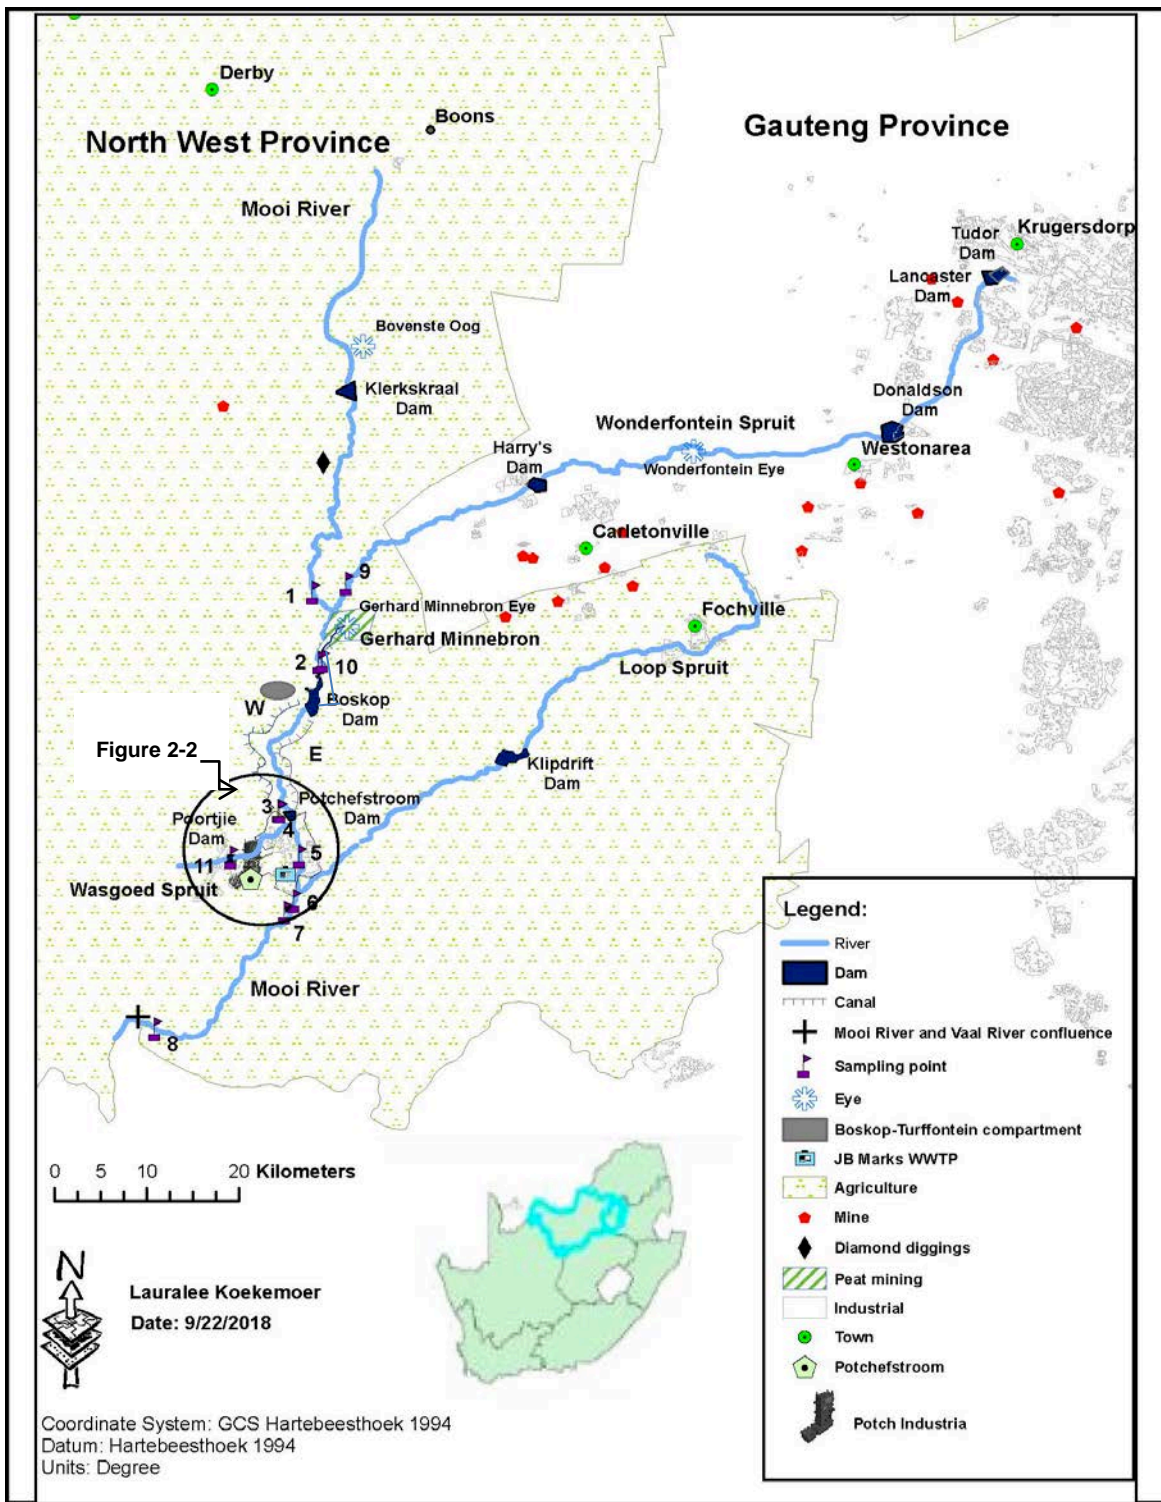 Derby
Boons
North West Province
Gauteng Province
Mooi River
Krugersdorp
Tudor
Dam
Lancaster
Dam
Bovenste Oog
Klerkskraal
Dam
Donaldson
Dam
Wonderfontein Spruit
Westonarea
Harry's
Dam
Wonderfontein Eye
Carletonville
9
1
Gerhard Minnebron Eye
Gerhard Minnebron
Fochville
Loop Spruit
2
10
W
Boskop
Dam
E
Figure 2-2
Klipdrift
Dam
3
Potchefstroom
Dam
4
Poortjie
Dam
5
11
Wasgoed Spruit
6
7
Mooi River
8
Legend:
River
Dam
Canal
Mooi River and Vaal River confluence
Sampling point
Eye
Boskop-Turffontein compartment
JB Marks WWTP
Agriculture
Mine
Diamond diggings
Peat mining
Industrial
Town
Potchefstroom
Potch Industria
0 5 10 20 Kilometers
N
Lauralee Koekemoer
Date: 9/22/2018
Coordinate System: GCS Hartebeesthoek 1994
Datum: Hartebeesthoek 1994
Units: Degree